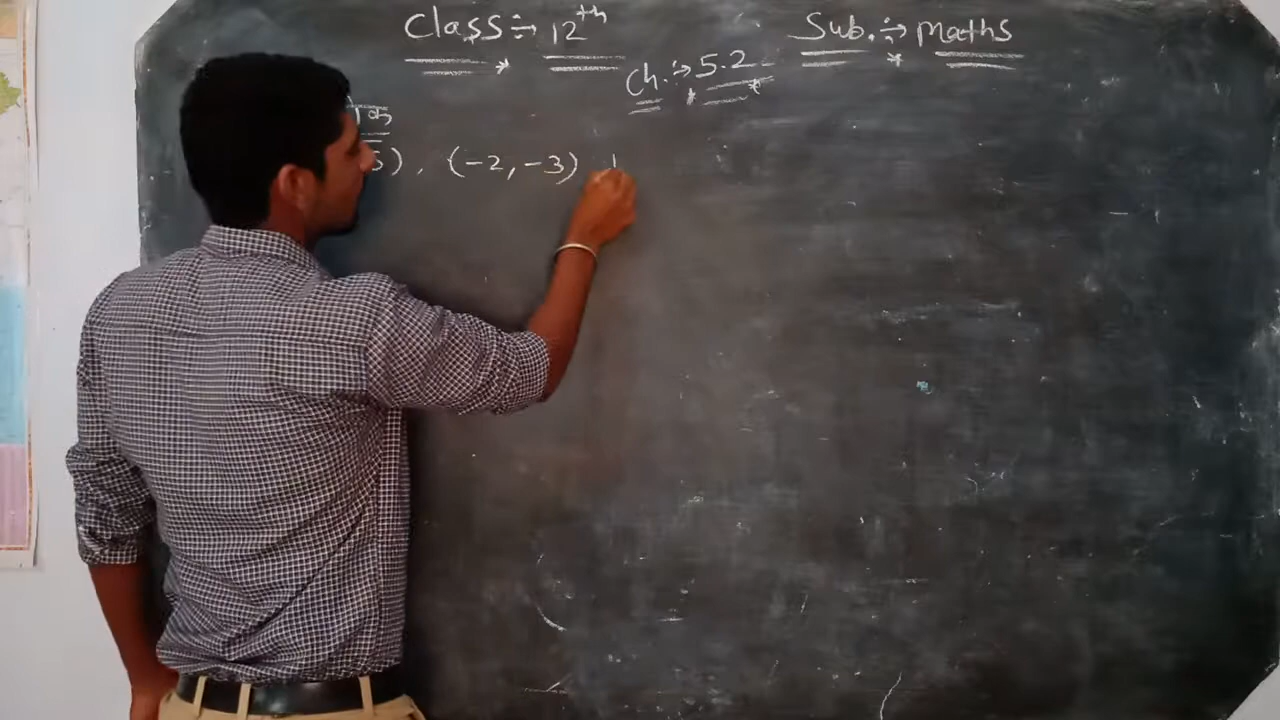 Class :- 12th Sub. :- Maths
Ch. :- 5.2
5), (-2, -3)